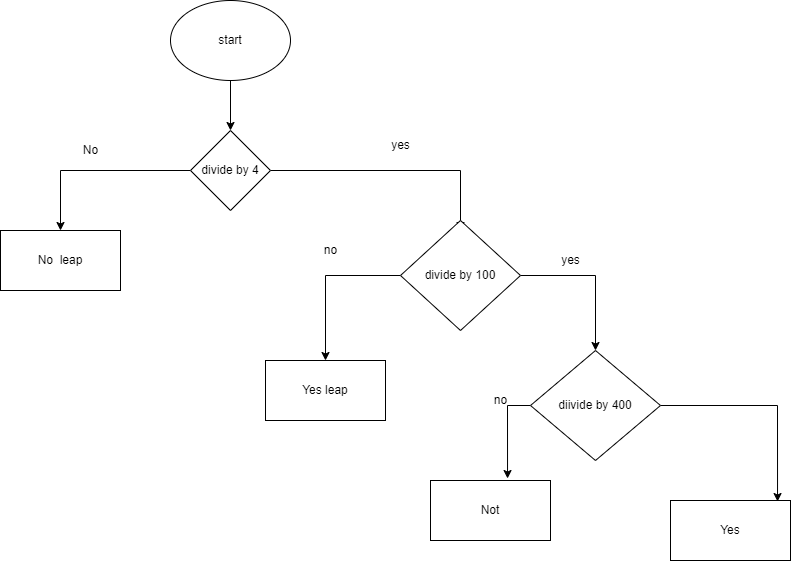 start
No
yes
divide by 4
no
yes
No  leap
divide by 100
Yes leap
no
diivide by 400
Not
Yes